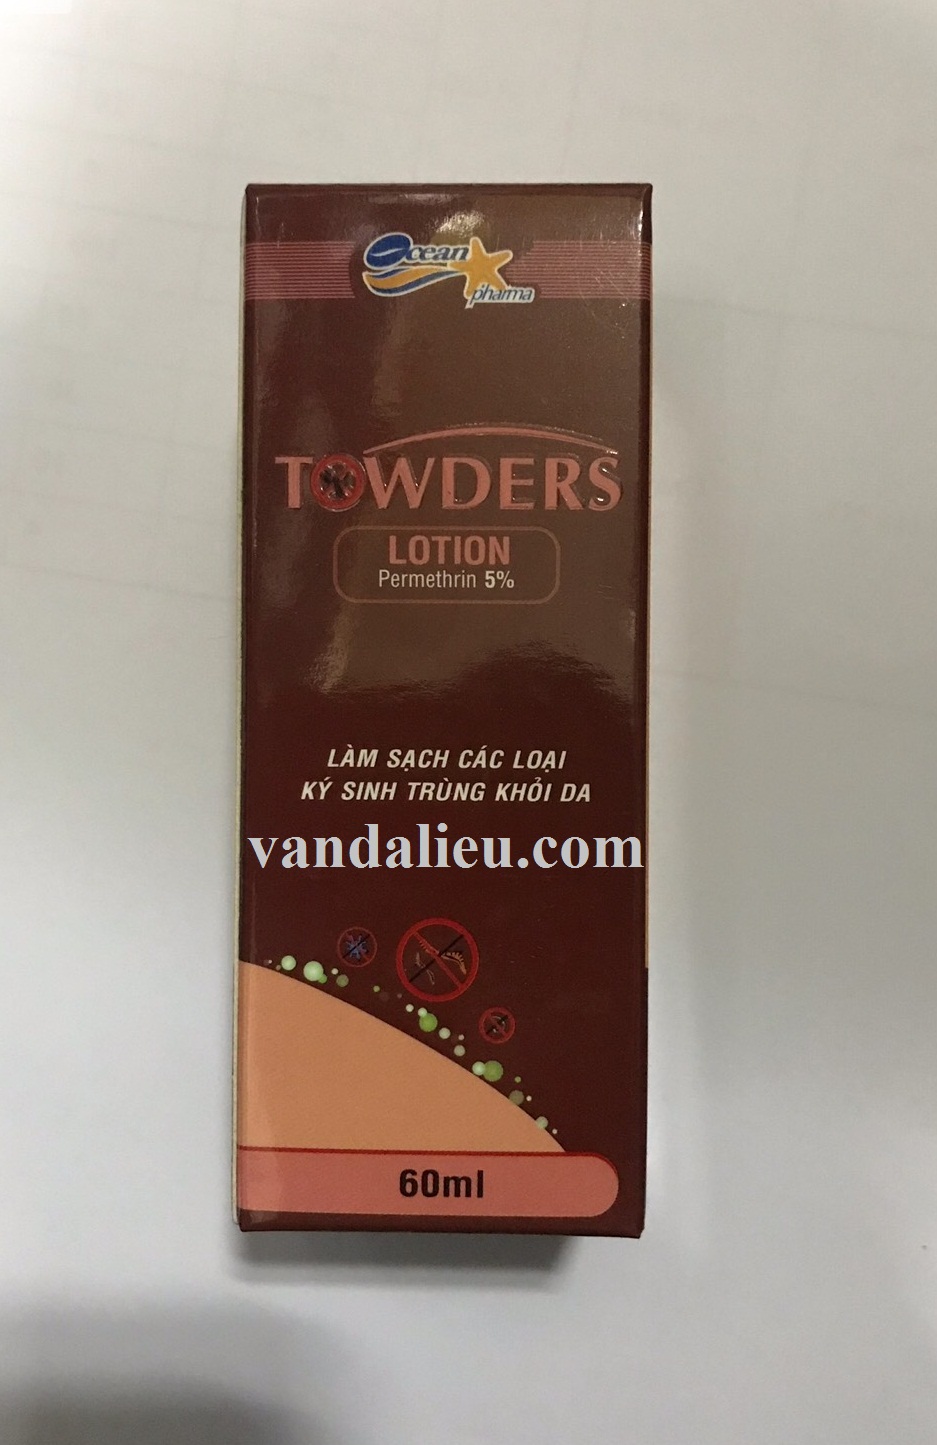 Ocean
pharma
TOWDERS
LOTION
Permethrin 5%
LÀM SẠCH CÁC LOẠI
KÝ SINH TRÙNG KHỎI DA
vandalieu.com
60ml